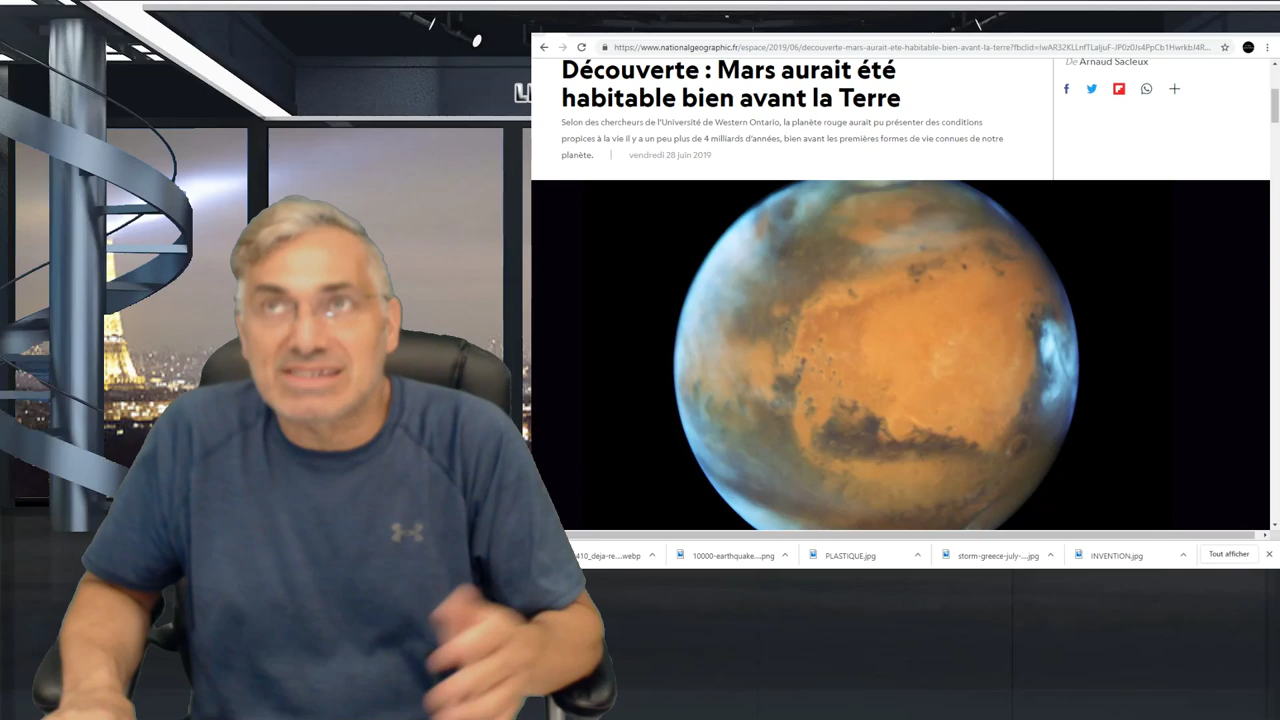 https://www.nationalgeographic.fr/espace/2019/06/decouverte-mars-aurait-ete-habitable-bien-avant-la-terre?fbclid=
Découverte : Mars aurait été
habitable bien avant la Terre
Selon des chercheurs de l'Université de Western Ontario, la planète rouge aurait pu présenter des conditions
propices à la vie il y a un peu plus de 4 milliards d'années, bien avant les premières formes de vie connues de notre
planète. | vendredi 28 juin 2019
De Arnaud Sacleux
410_deja-re....webp
10000-earthquake....png
PLASTIQUE.jpg
storm-greece-july-....jpg
INVENTION.jpg
Tout afficher